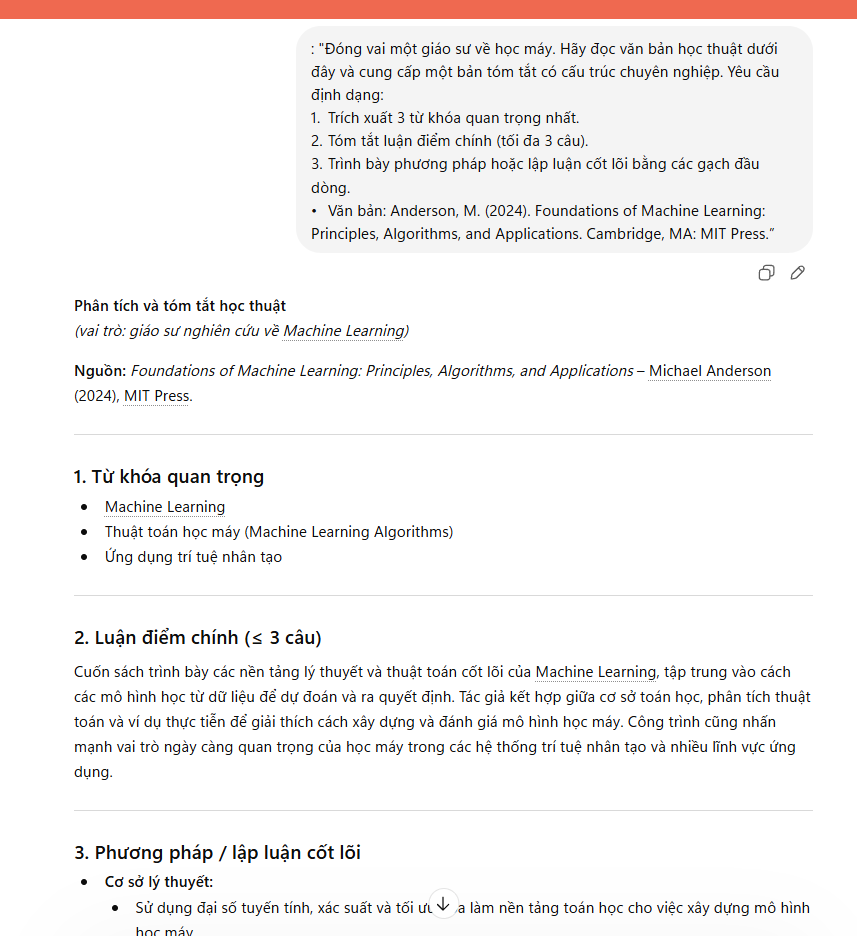 : "Đóng vai một giáo sư về học máy. Hãy đọc văn bản học thuật dưới
đây và cung cấp một bản tóm tắt có cấu trúc chuyên nghiệp. Yêu cầu
định dạng:
1. Trích xuất 3 từ khóa quan trọng nhất.
2. Tóm tắt luận điểm chính (tối đa 3 câu).
3. Trình bày phương pháp hoặc lập luận cốt lõi bằng các gạch đầu
dòng.
• Văn bản: Anderson, M. (2024). Foundations of Machine Learning:
Principles, Algorithms, and Applications. Cambridge, MA: MIT Press.”
Phân tích và tóm tắt học thuật
(vai trò: giáo sư nghiên cứu về Machine Learning)
Nguồn: Foundations of Machine Learning: Principles, Algorithms, and Applications – Michael Anderson
(2024), MIT Press.
1. Từ khóa quan trọng
• Machine Learning
• Thuật toán học máy (Machine Learning Algorithms)
• Ứng dụng trí tuệ nhân tạo
2. Luận điểm chính (≤ 3 câu)
Cuốn sách trình bày các nền tảng lý thuyết và thuật toán cốt lõi của Machine Learning, tập trung vào cách
các mô hình học từ dữ liệu để dự đoán và ra quyết định. Tác giả kết hợp giữa cơ sở toán học, phân tích thuật
toán và ví dụ thực tiễn để giải thích cách xây dựng và đánh giá mô hình học máy. Công trình cũng nhấn
mạnh vai trò ngày càng quan trọng của học máy trong các hệ thống trí tuệ nhân tạo và nhiều lĩnh vực ứng
dụng.
3. Phương pháp / lập luận cốt lõi
• Cơ sở lý thuyết:
• Sử dụng đại số tuyến tính, xác suất và tối làm nền tảng toán học cho việc xây dựng mô hình
học máy